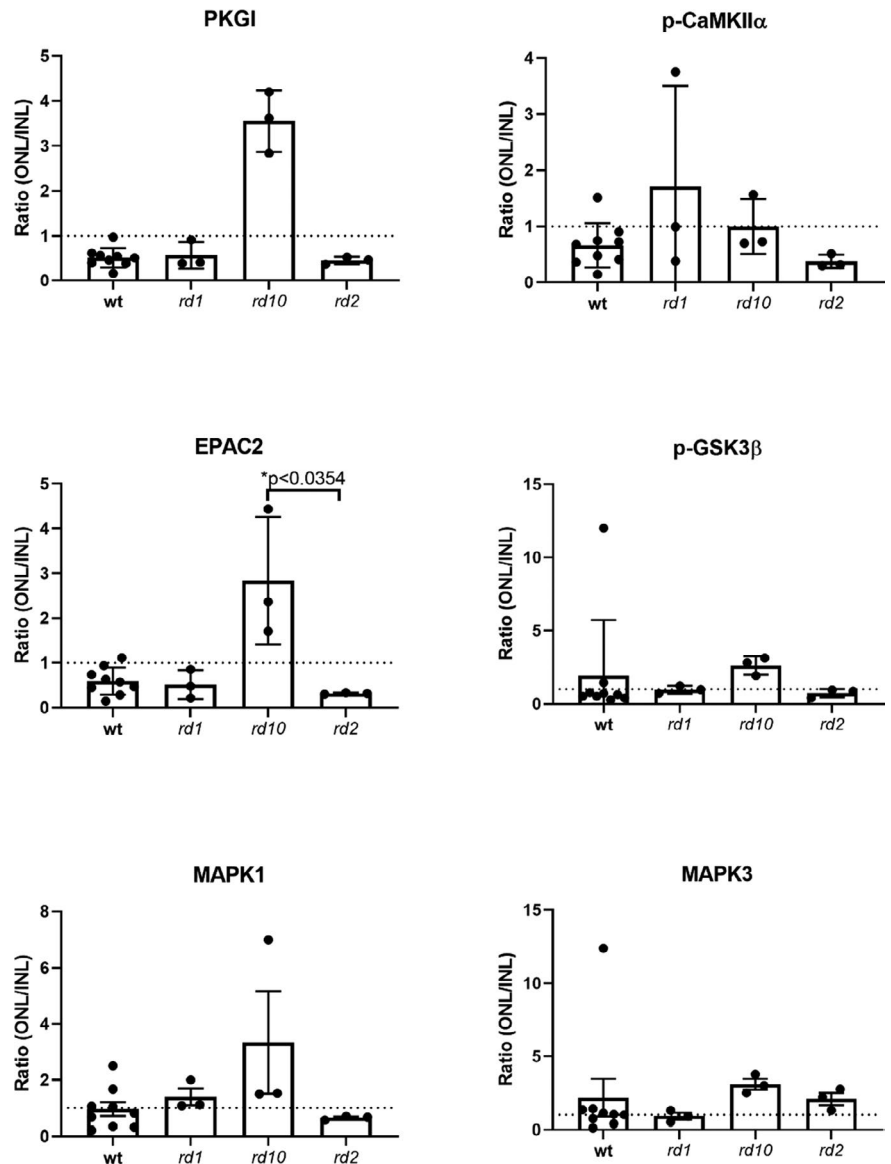 PKGI
Ratio (ONL/INL)
5
4
3
2
1
0
wt rd1 rd10 rd2
p-CaMKIIα
Ratio (ONL/INL)
4
3
2
1
0
wt rd1 rd10 rd2
EPAC2
*p<0.0354
Ratio (ONL/INL)
5
4
3
2
1
0
wt rd1 rd10 rd2
p-GSK3β
Ratio (ONL/INL)
15
10
5
0
wt rd1 rd10 rd2
MAPK1
Ratio (ONL/INL)
8
6
4
2
0
wt rd1 rd10 rd2
MAPK3
Ratio (ONL/INL)
15
10
5
0
wt rd1 rd10 rd2